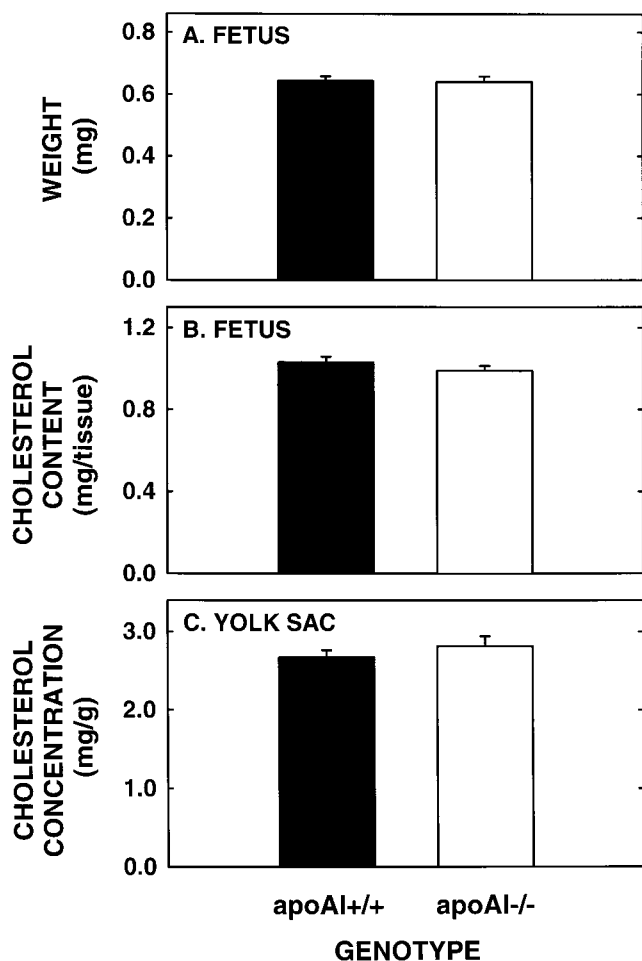 A. FETUS
WEIGHT
(mg)
0.8
0.6
0.4
0.2
0.0
B. FETUS
CHOLESTEROL
CONTENT
(mg/tissue)
1.2
0.8
0.4
0.0
C. YOLK SAC
CHOLESTEROL
CONCENTRATION
(mg/g)
3.0
2.0
1.0
0.0
apoAI+/+ apoAI-/-
GENOTYPE